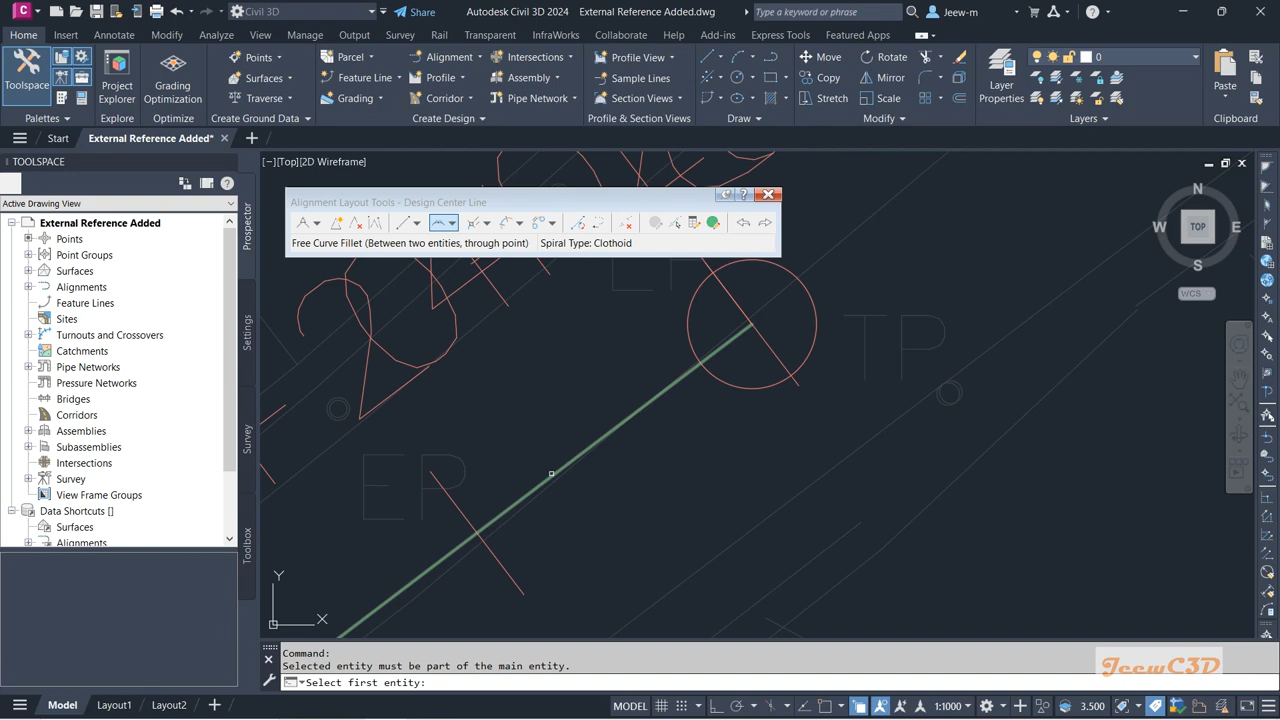 Civil 3D
Share
Autodesk Civil 3D 2024
External Reference Added.dwg
Type a keyword or phrase
Jeew-m
Home
Insert
Annotate
Modify
Analyze
View
Manage
Output
Survey
Rail
Transparent
InfraWorks
Collaborate
Help
Add-ins
Express Tools
Featured Apps
Toolspace
Project
Explorer
Grading
Optimization
Points
Surfaces
Traverse
Parcel
Feature Line
Grading
Alignment
Profile
Corridor
Intersections
Assembly
Pipe Network
Profile View
Sample Lines
Section Views
Move
Copy
Stretch
Rotate
Mirror
Scale
Layer
Properties
0
Paste
Palettes
Explore
Optimize
Create Ground Data
Create Design
Profile & Section Views
Draw
Modify
Layers
Clipboard
Start
External Reference Added*
TOOLSPACE
[–][Top][2D Wireframe]
Active Drawing View
External Reference Added
Points
Point Groups
Surfaces
Alignments
Feature Lines
Sites
Turnouts and Crossovers
Catchments
Pipe Networks
Pressure Networks
Bridges
Corridors
Assemblies
Subassemblies
Intersections
Survey
View Frame Groups
Data Shortcuts []
Surfaces
Alignments
Prospector
Settings
Survey
Toolbox
Alignment Layout Tools - Design Center Line
Free Curve Fillet (Between two entities, through point)
Spiral Type: Clothoid
N
W
TOP
E
S
WCS
TP
EP
Y
X
Command:
Selected entity must be part of the main entity.
Select first entity:
JeewC3D
Model
Layout1
Layout2
MODEL
1:1000
3.500